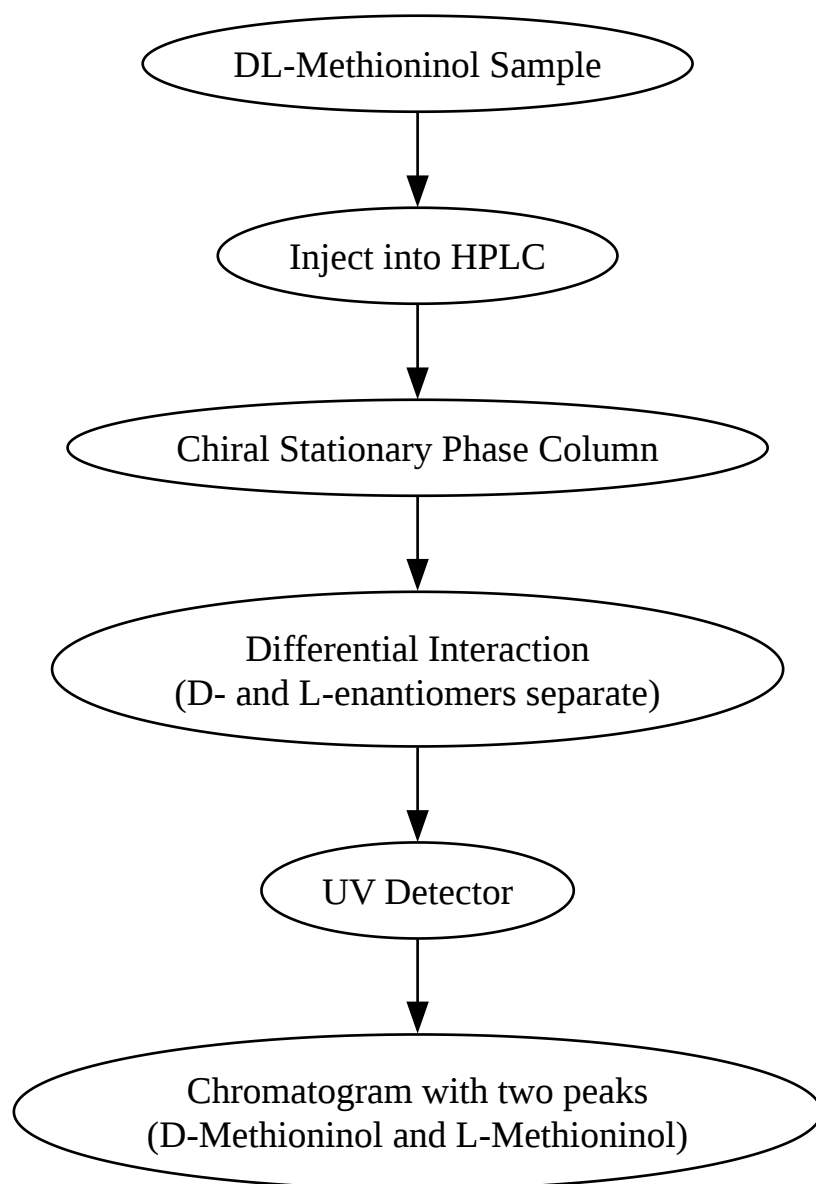 DL-Methioninol Sample
Inject into HPLC
Chiral Stationary Phase Column
Differential Interaction
(D- and L-enantiomers separate)
UV Detector
Chromatogram with two peaks
(D-Methioninol and L-Methioninol)